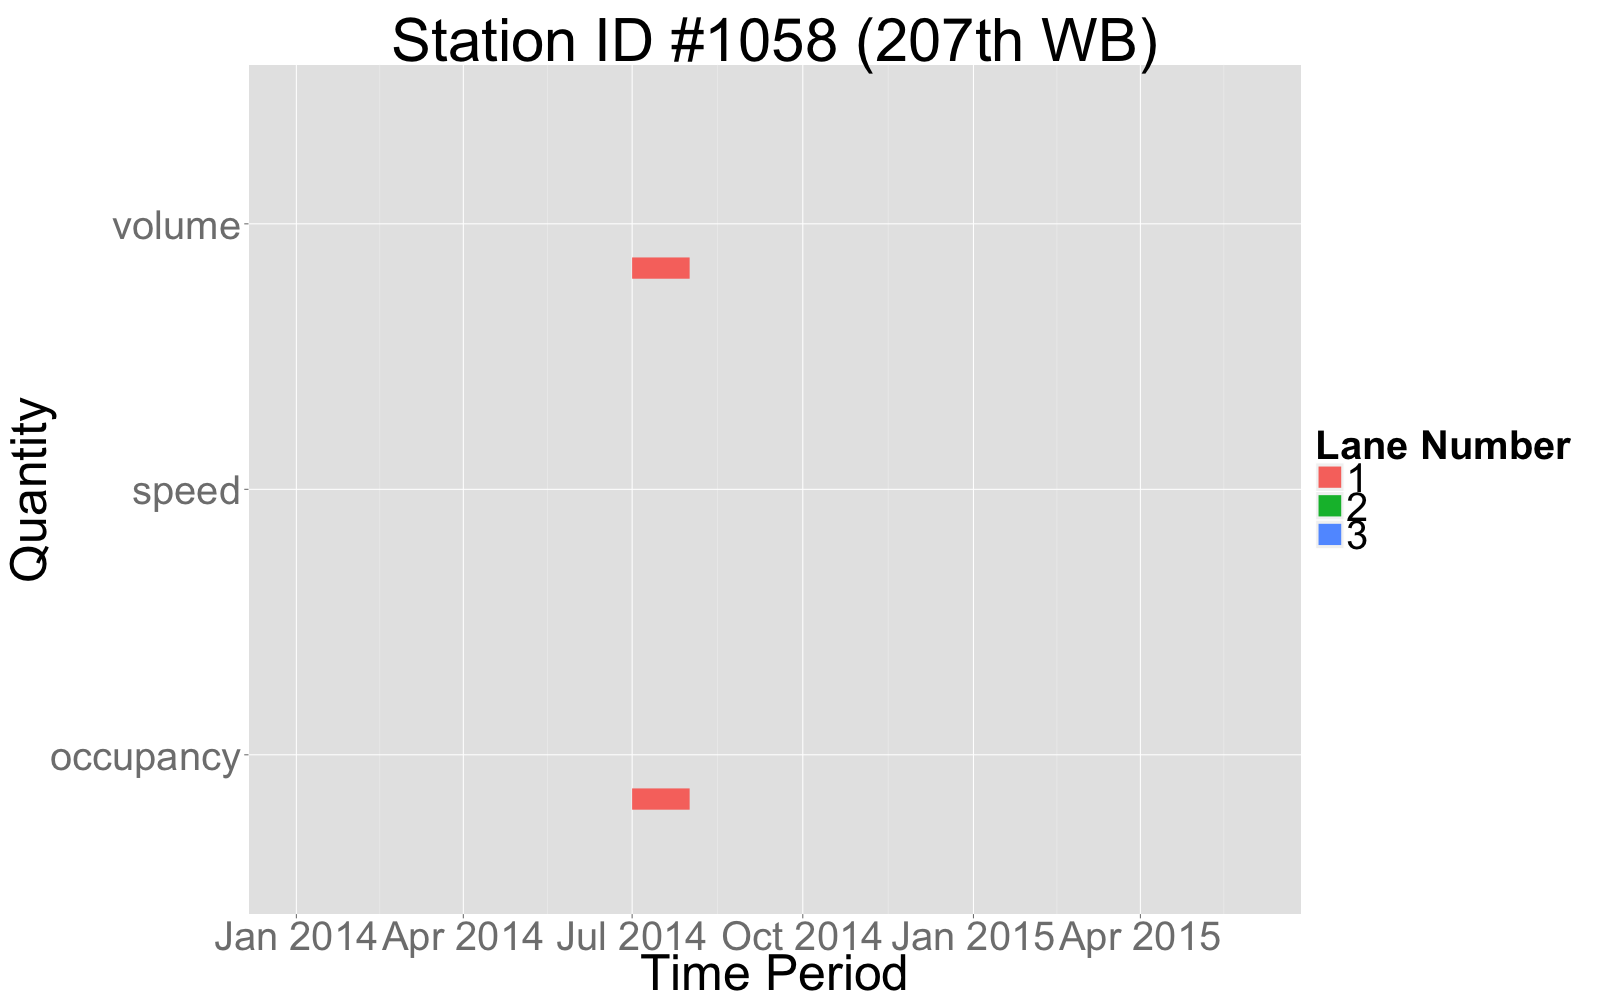 Station ID #1058 (207th WB)
volume
speed
occupancy
Quantity
Lane Number
1
2
3
Jan 2014 Apr 2014 Jul 2014 Oct 2014 Jan 2015 Apr 2015
Time Period